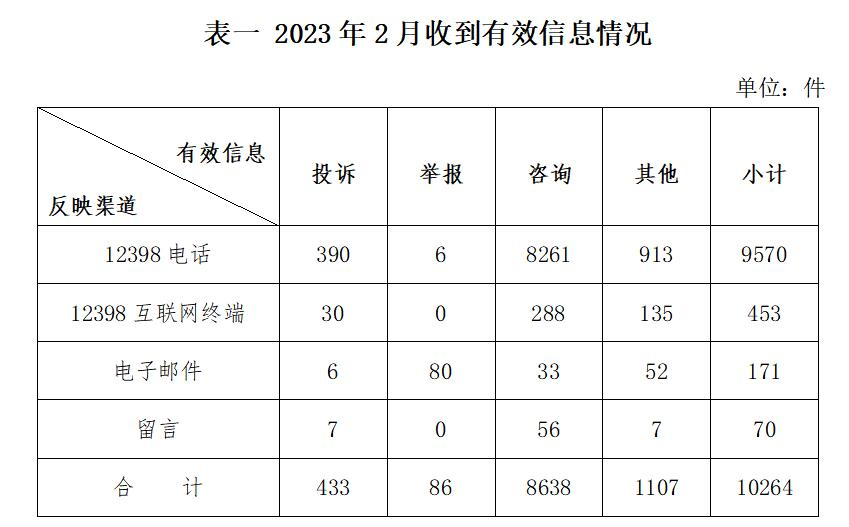 表一 2023 年 2 月收到有效信息情况
单位：件
有效信息
反映渠道
投诉 举报 咨询 其他 小计
12398 电话 390 6 8261 913 9570
12398 互联网终端 30 0 288 135 453
电子邮件 6 80 33 52 171
留言 7 0 56 7 70
合 计 433 86 8638 1107 10264